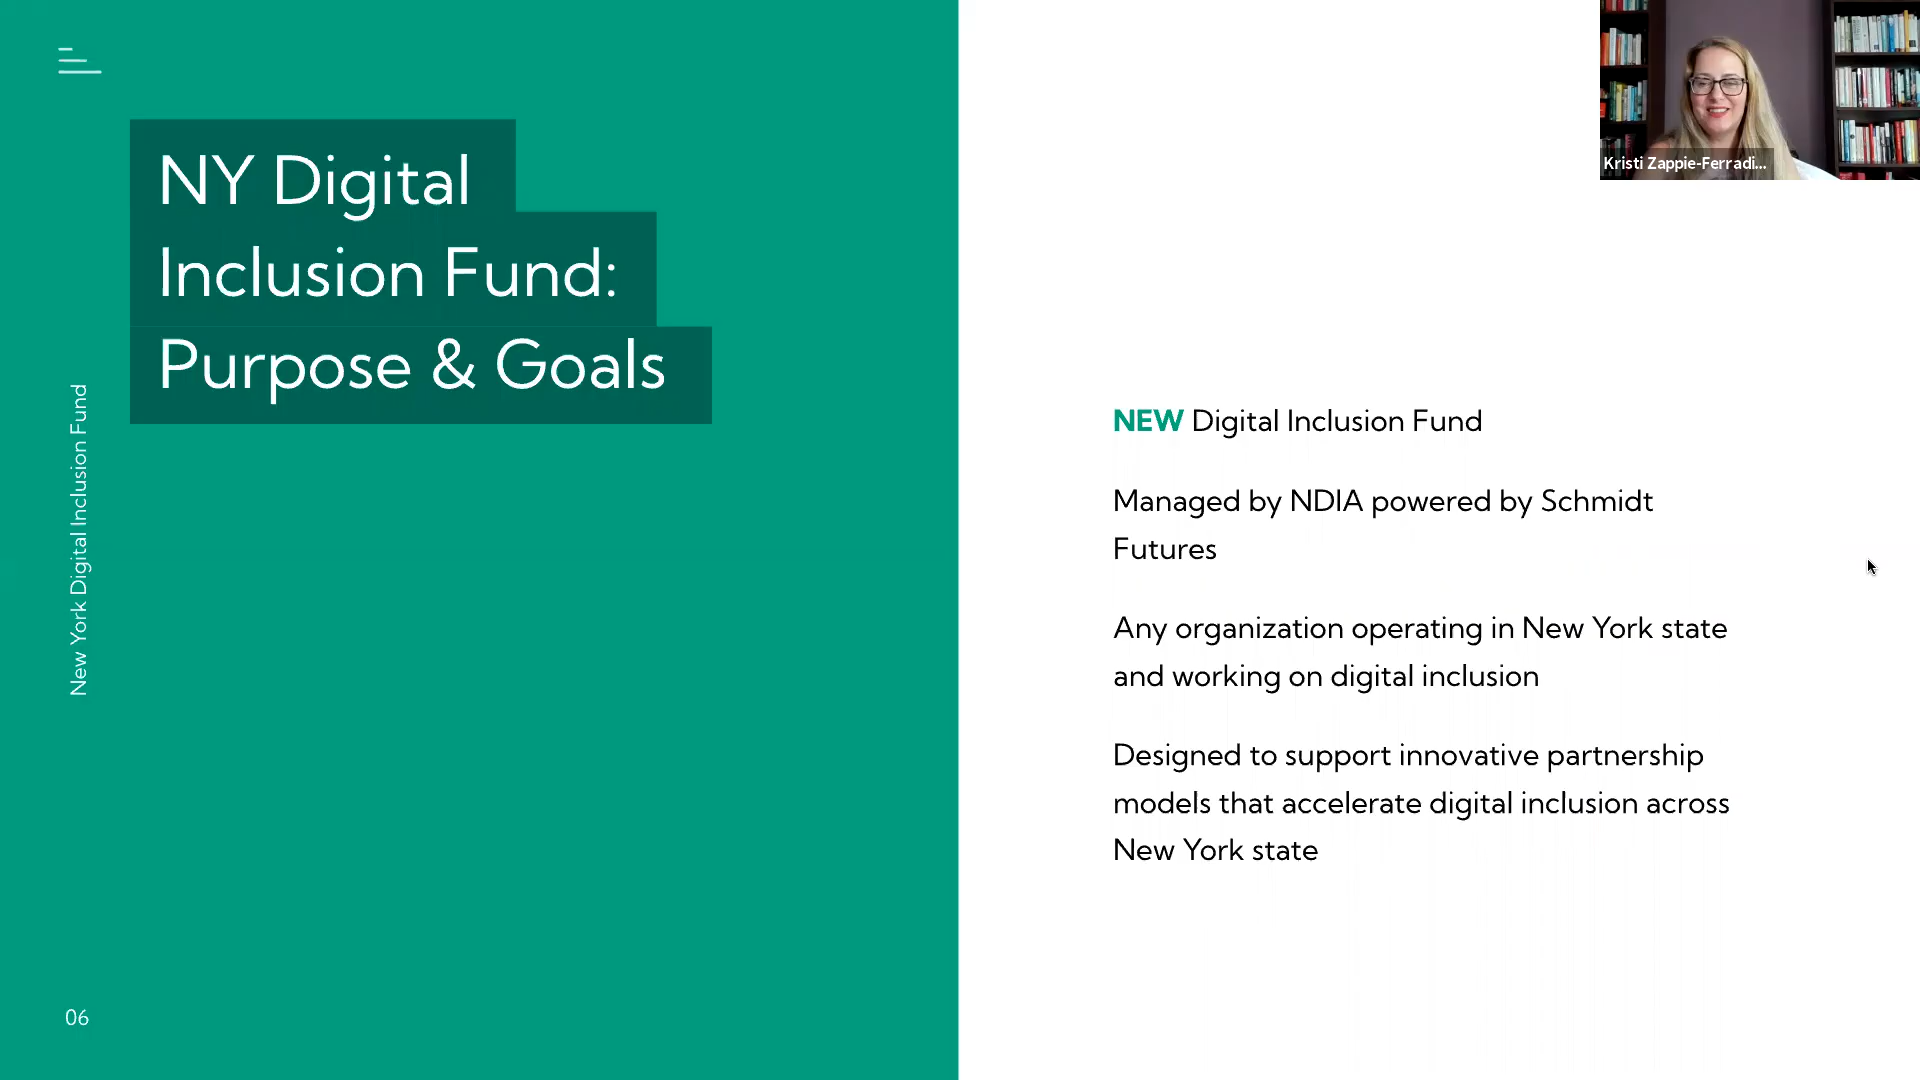 NY Digital
Inclusion Fund:
Purpose & Goals
New York Digital Inclusion Fund
06
NEW Digital Inclusion Fund
Managed by NDIA powered by Schmidt
Futures
Any organization operating in New York state
and working on digital inclusion
Designed to support innovative partnership
models that accelerate digital inclusion across
New York state
Kristi Zappie-Ferradi...